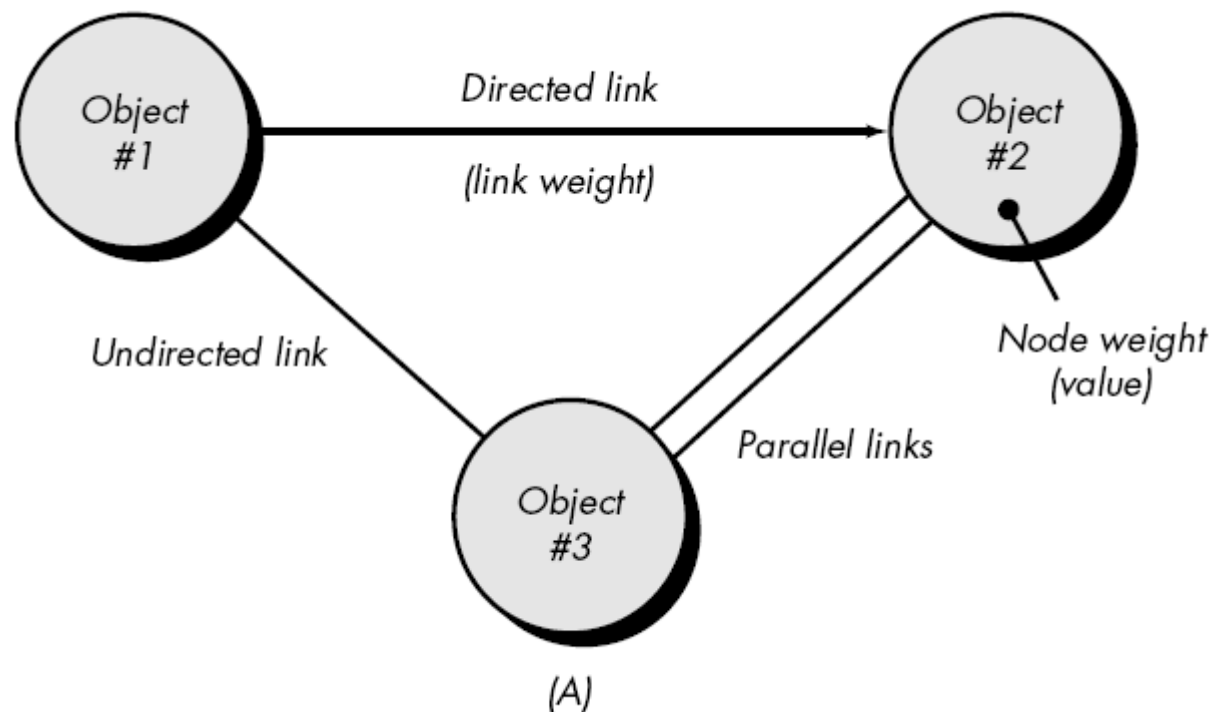 Object
#1
Directed link
(link weight)
Object
#2
Undirected link
Node weight
(value)
Parallel links
Object
#3
(A)